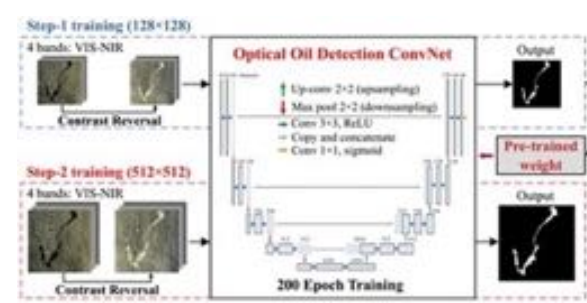 Step-1 training (128×128)
4 bands: VIS-NIR
Contrast Reversal
Optical Oil Detection ConvNet
Up-conv 2×2 (upsampling)
Max pool 2×2 (downsampling)
Conv 3×3, ReLU
Copy and concatenate
Conv 1×1, sigmoid
Output
Pre-trained
weight
Step-2 training (512×512)
4 bands: VIS-NIR
Contrast Reversal
200 Epoch Training
Output